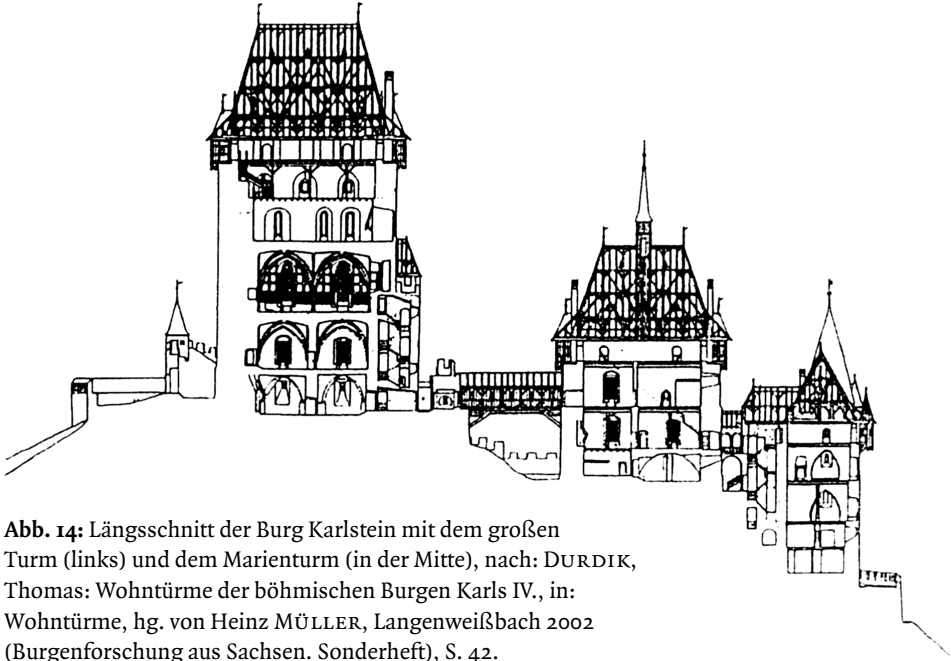 Abb. 14: Längsschnitt der Burg Karlstein mit dem großen
Turm (links) und dem Marienturm (in der Mitte), nach: DURDIK,
Thomas: Wohntürme der böhmischen Burgen Karls IV., in:
Wohntürme, hg. von Heinz MÜLLER, Langenweißbach 2002
(Burgenforschung aus Sachsen. Sonderheft), S. 42.